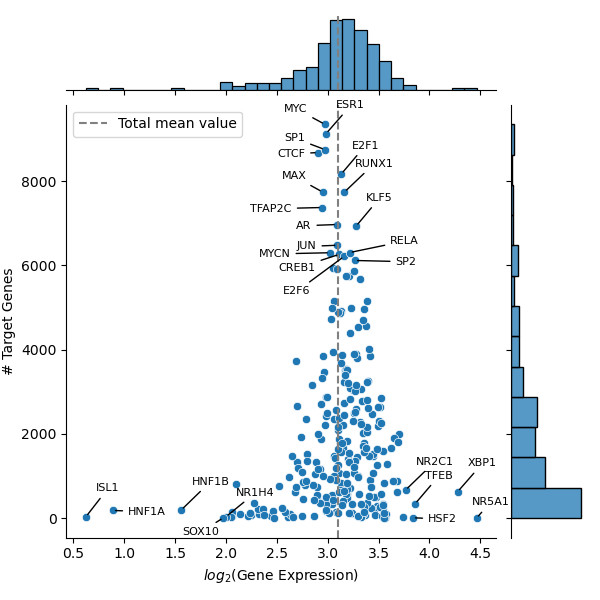 MYC
ESR1
Total mean value
SP1
CTCF
E2F1
RUNX1
MAX
KLF5
TFAP2C
AR
JUN
RELA
MYCN
SP2
CREB1
E2F6
NR2C1
XBP1
TFEB
ISL1
HNF1B
NR1H4
NR5A1
HNF1A
HSF2
SOX10
8000
6000
4000
2000
0
# Target Genes
0.5 1.0 1.5 2.0 2.5 3.0 3.5 4.0 4.5
log2(Gene Expression)